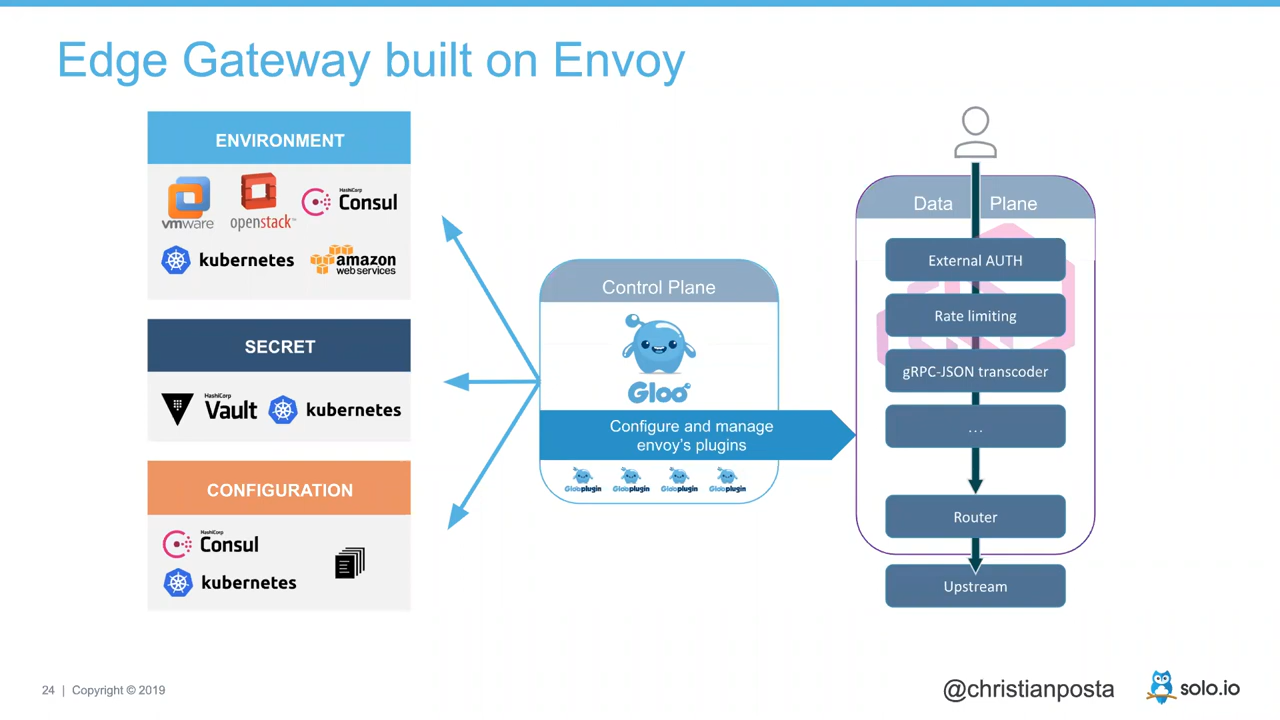 Edge Gateway built on Envoy
ENVIRONMENT
vmware
openstack™
HashiCorp
Consul
kubernetes
amazon
web services
SECRET
HashiCorp
Vault
kubernetes
CONFIGURATION
HashiCorp
Consul
kubernetes
Control Plane
Gloo
Configure and manage
envoy's plugins
Glooplugin Glooplugin Glooplugin Glooplugin
Data Plane
External AUTH
Rate limiting
gRPC-JSON transcoder
...
Router
Upstream
24 | Copyright © 2019
@christianposta
solo.io